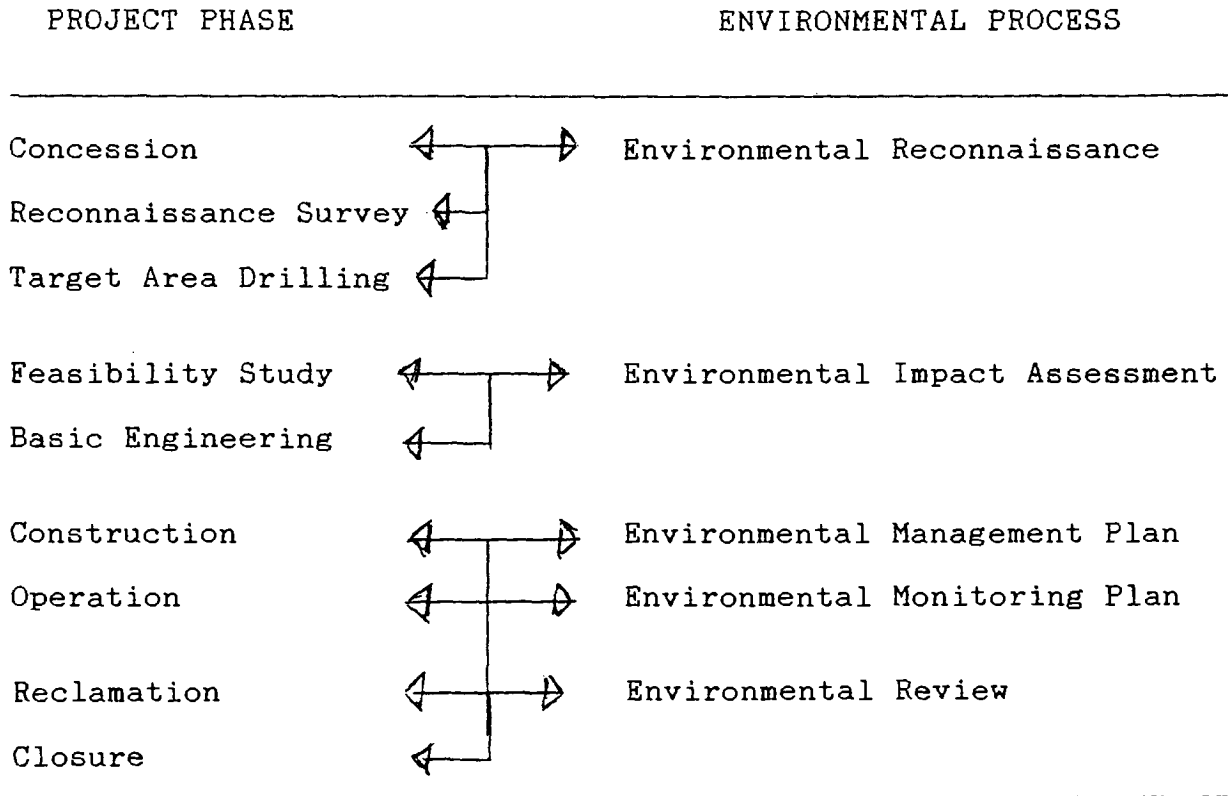 PROJECT PHASE ENVIRONMENTAL PROCESS
Concession Environmental Reconnaissance
Reconnaissance Survey
Target Area Drilling
Feasibility Study Environmental Impact Assessment
Basic Engineering
Construction Environmental Management Plan
Operation Environmental Monitoring Plan
Reclamation Environmental Review
Closure